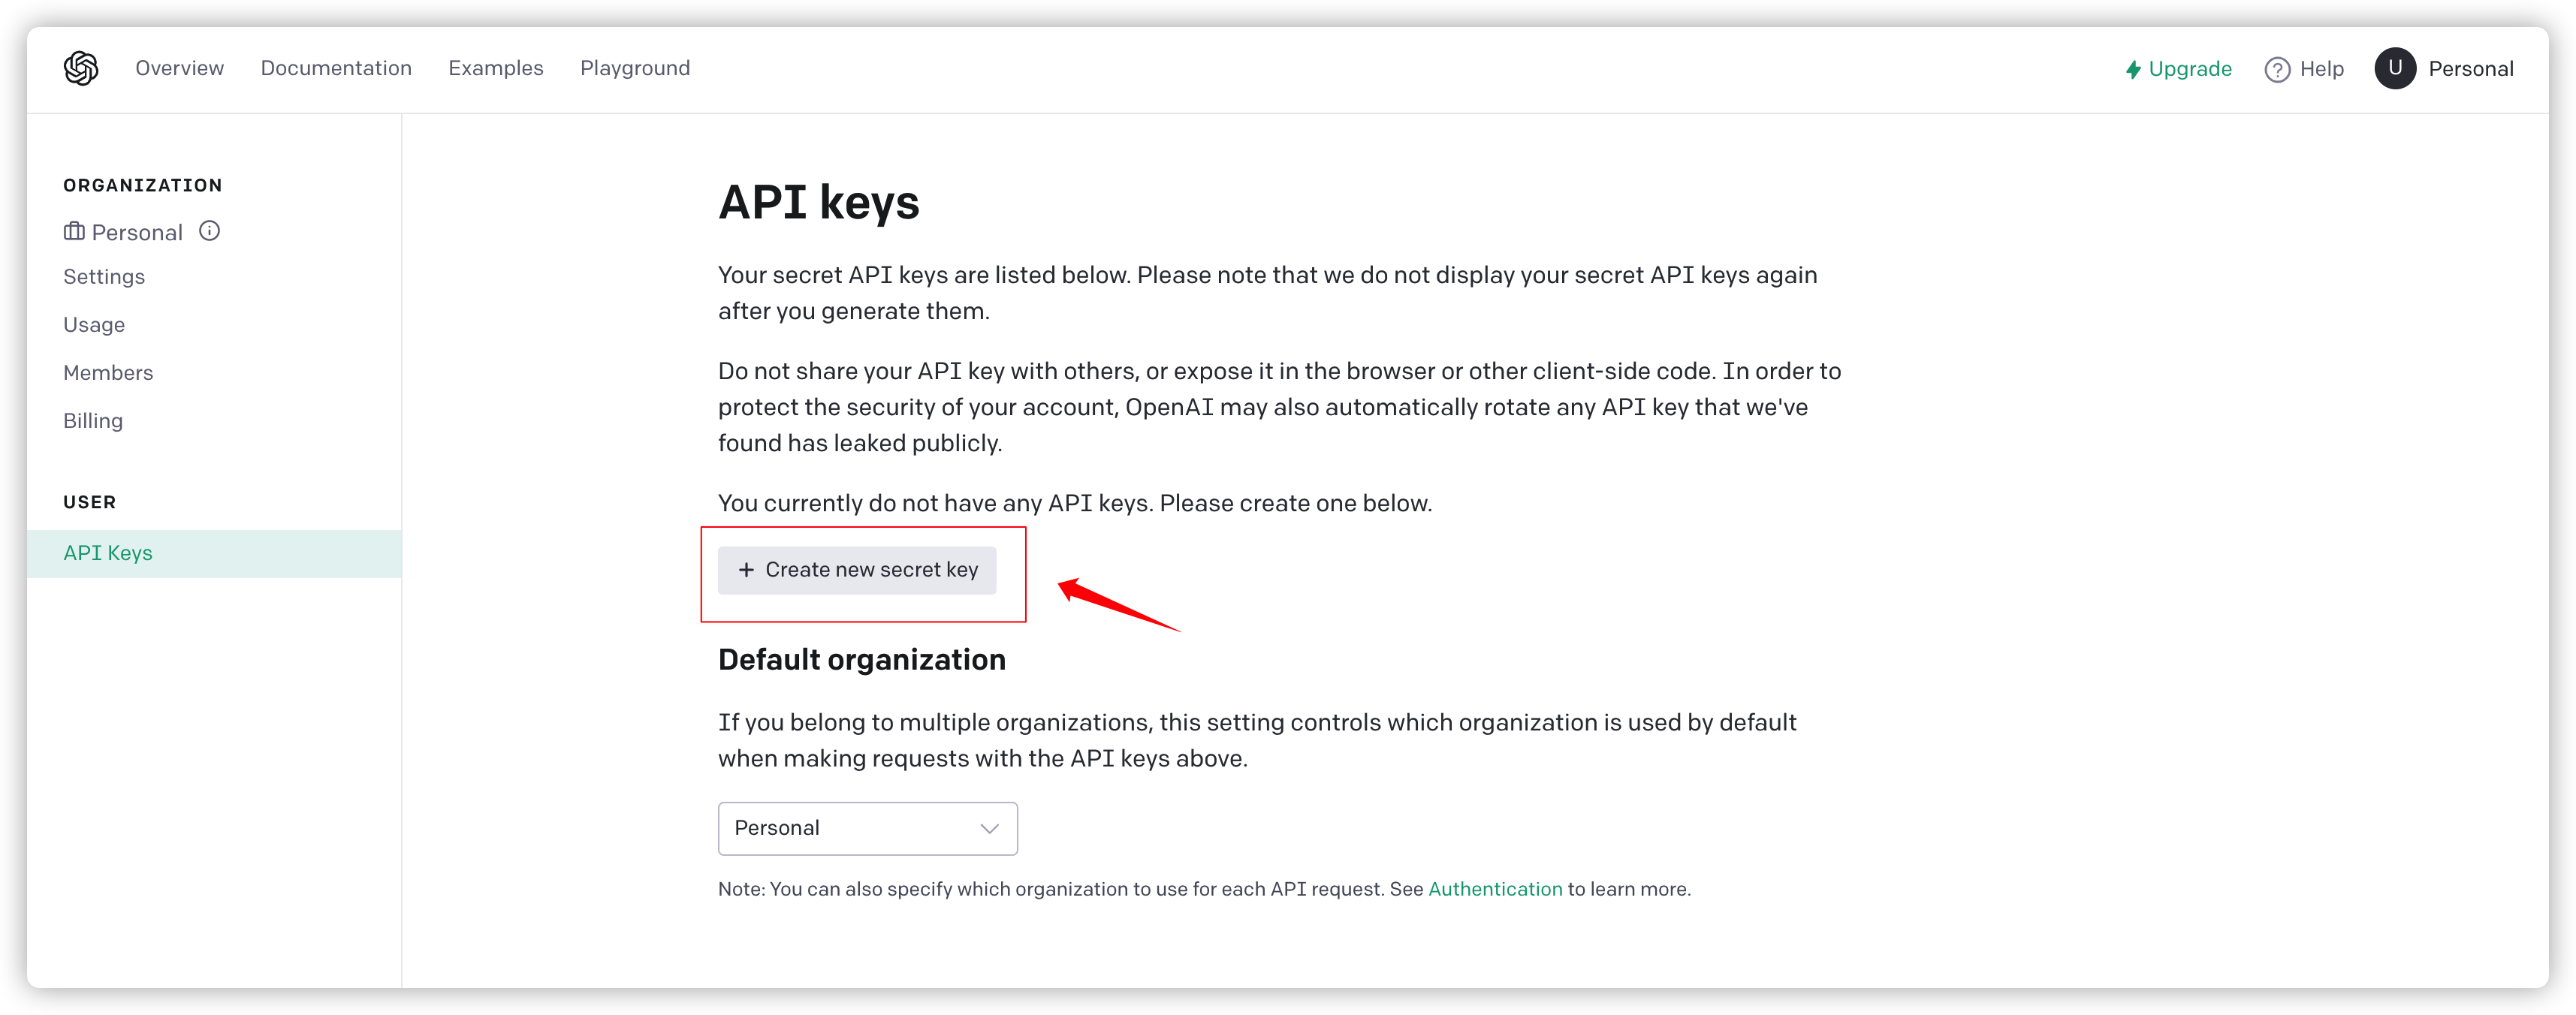 Overview Documentation Examples Playground Upgrade Help U Personal
ORGANIZATION
Personal
Settings
Usage
Members
Billing
USER
API Keys
API keys
Your secret API keys are listed below. Please note that we do not display your secret API keys again
after you generate them.
Do not share your API key with others, or expose it in the browser or other client-side code. In order to
protect the security of your account, OpenAI may also automatically rotate any API key that we've
found has leaked publicly.
You currently do not have any API keys. Please create one below.
+ Create new secret key
Default organization
If you belong to multiple organizations, this setting controls which organization is used by default
when making requests with the API keys above.
Personal
Note: You can also specify which organization to use for each API request. See Authentication to learn more.